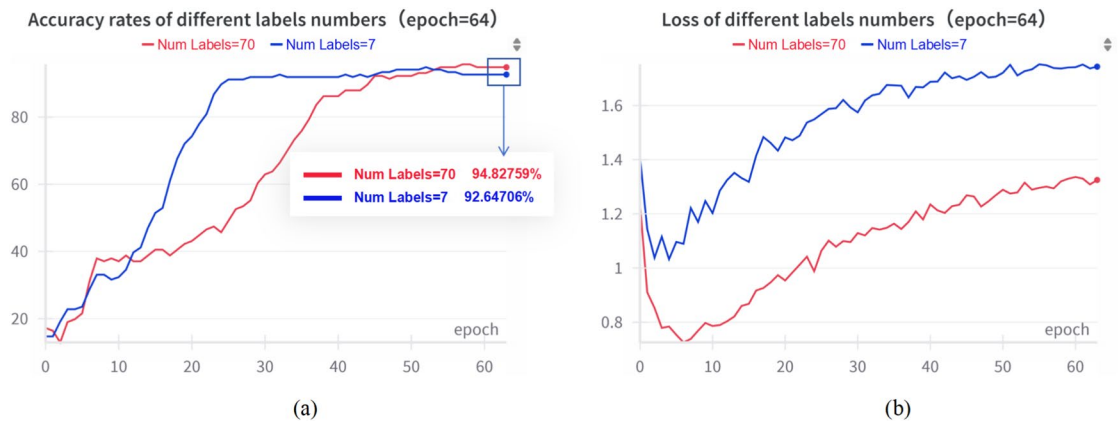 Accuracy rates of different labels numbers（epoch=64）
Num Labels=70 Num Labels=7
80
60
40
20
Num Labels=70 94.82759%
Num Labels=7 92.64706%
epoch
0 10 20 30 40 50 60
(a)
Loss of different labels numbers（epoch=64）
Num Labels=70 Num Labels=7
1.6
1.4
1.2
1
0.8
epoch
0 10 20 30 40 50 60
(b)